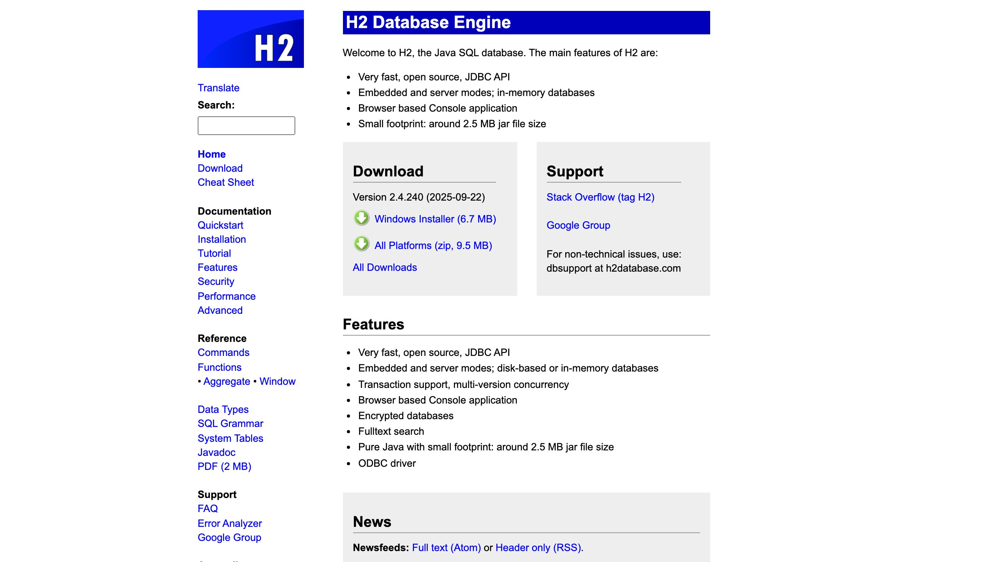 H2
Translate
Search:
Home
Download
Cheat Sheet
Documentation
Quickstart
Installation
Tutorial
Features
Security
Performance
Advanced
Reference
Commands
Functions
• Aggregate • Window
Data Types
SQL Grammar
System Tables
Javadoc
PDF (2 MB)
Support
FAQ
Error Analyzer
Google Group
H2 Database Engine
Welcome to H2, the Java SQL database. The main features of H2 are:
• Very fast, open source, JDBC API
• Embedded and server modes; in-memory databases
• Browser based Console application
• Small footprint: around 2.5 MB jar file size
Download
Version 2.4.240 (2025-09-22)
Windows Installer (6.7 MB)
All Platforms (zip, 9.5 MB)
All Downloads
Support
Stack Overflow (tag H2)
Google Group
For non-technical issues, use:
dbsupport at h2database.com
Features
• Very fast, open source, JDBC API
• Embedded and server modes; disk-based or in-memory databases
• Transaction support, multi-version concurrency
• Browser based Console application
• Encrypted databases
• Fulltext search
• Pure Java with small footprint: around 2.5 MB jar file size
• ODBC driver
News
Newsfeeds: Full text (Atom) or Header only (RSS).